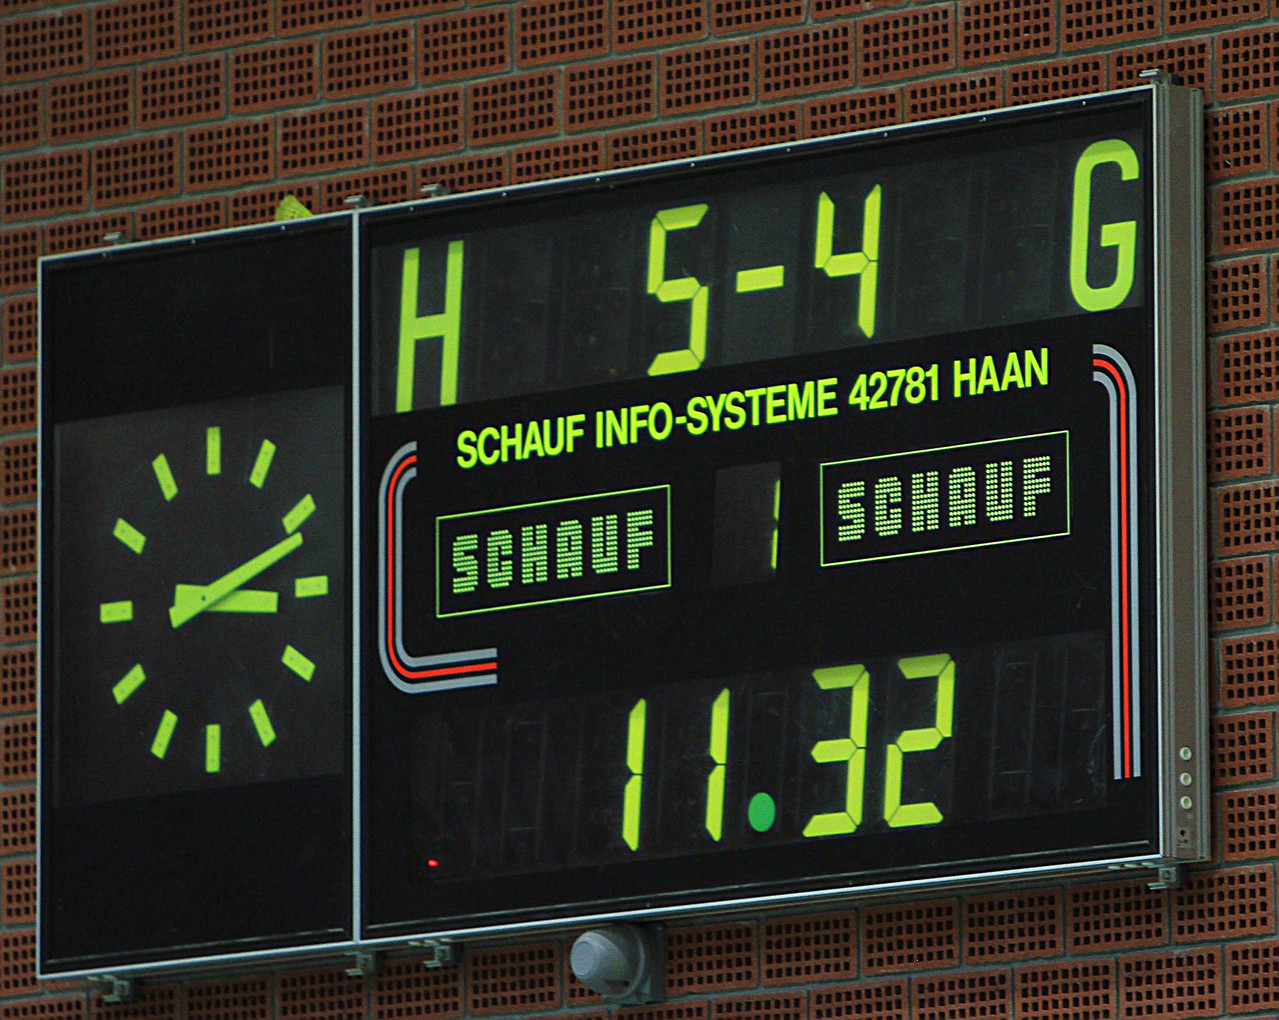 H 5-4 G
SCHAUF INFO-SYSTEME 42781 HAAN
SCHAUF 1 SCHAUF
11.32